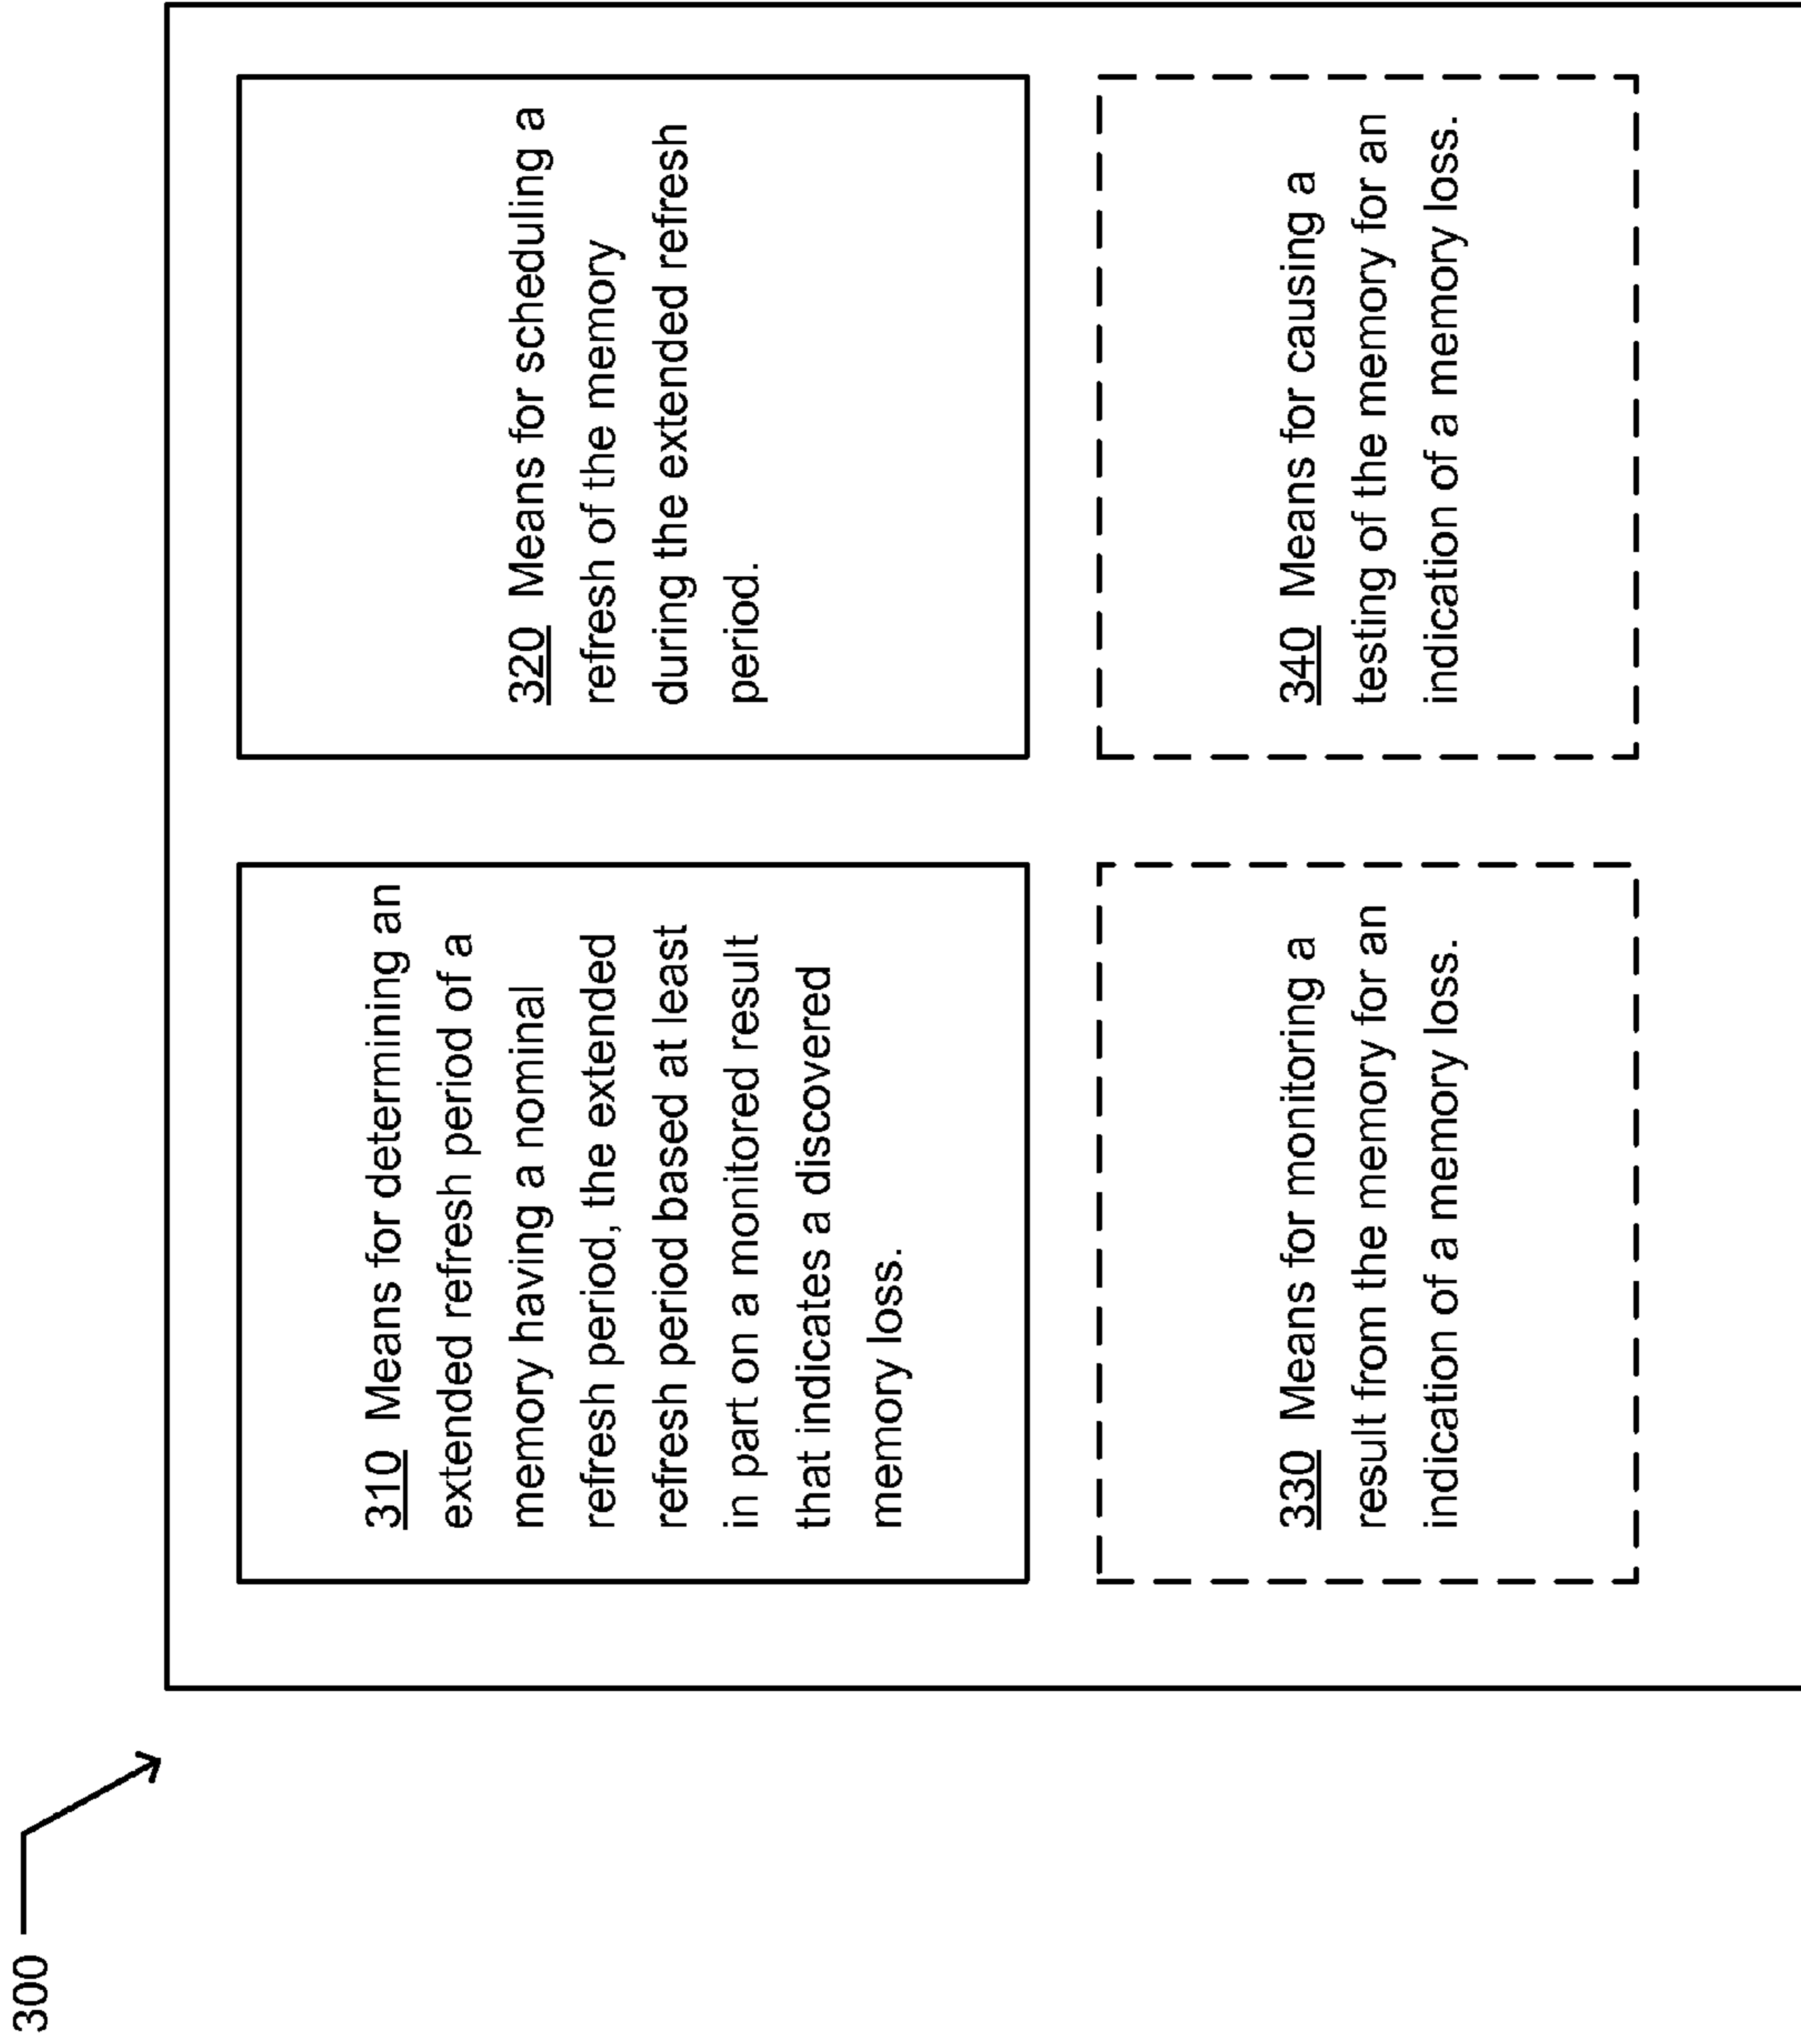 300
310 Means for determining an
extended refresh period of a
memory having a nominal
refresh period, the extended
refresh period based at least
in part on a monitored result
that indicates a discovered
memory loss.
320 Means for scheduling a
refresh of the memory
during the extended refresh
period.
330 Means for monitoring a
result from the memory for an
indication of a memory loss.
340 Means for causing a
testing of the memory for an
indication of a memory loss.